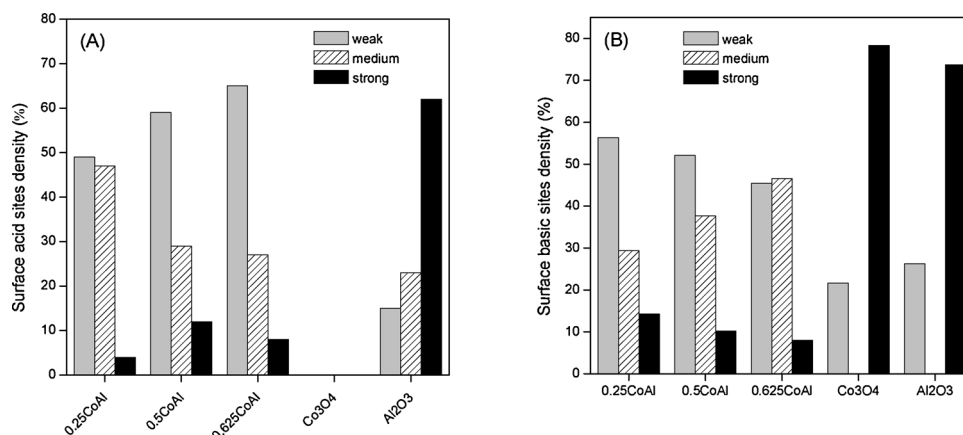 (A)
weak
medium
strong
Surface acid sites density (%)
80
70
60
50
40
30
20
10
0
0.25CoAl
0.5CoAl
0.625CoAl
Co3O4
Al2O3
(B)
weak
medium
strong
Surface basic sites density (%)
80
70
60
50
40
30
20
10
0
0.25CoAl
0.5CoAl
0.625CoAl
Co3O4
Al2O3